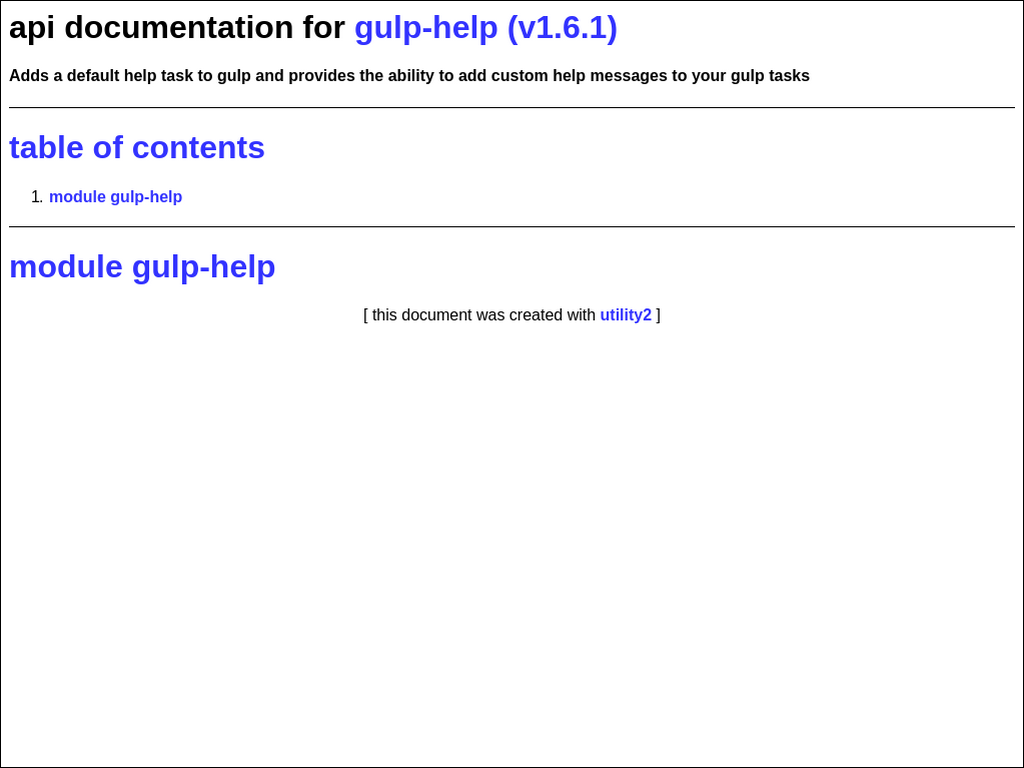 api documentation for gulp-help (v1.6.1)
Adds a default help task to gulp and provides the ability to add custom help messages to your gulp tasks
table of contents
1. module gulp-help
module gulp-help
[ this document was created with utility2 ]